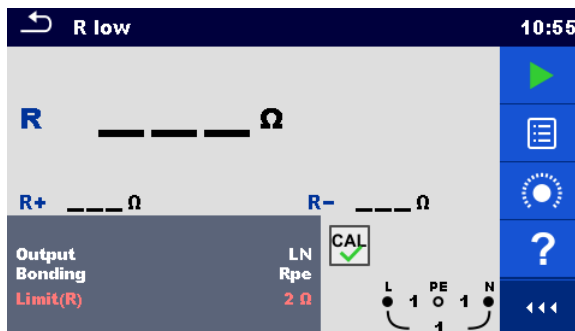 R low 10:55
R ___ Ω
R+ ___ Ω R- ___ Ω
Output LN
Bonding Rpe
Limit(R) 2 Ω
CAL
L PE N
1 1
1
?